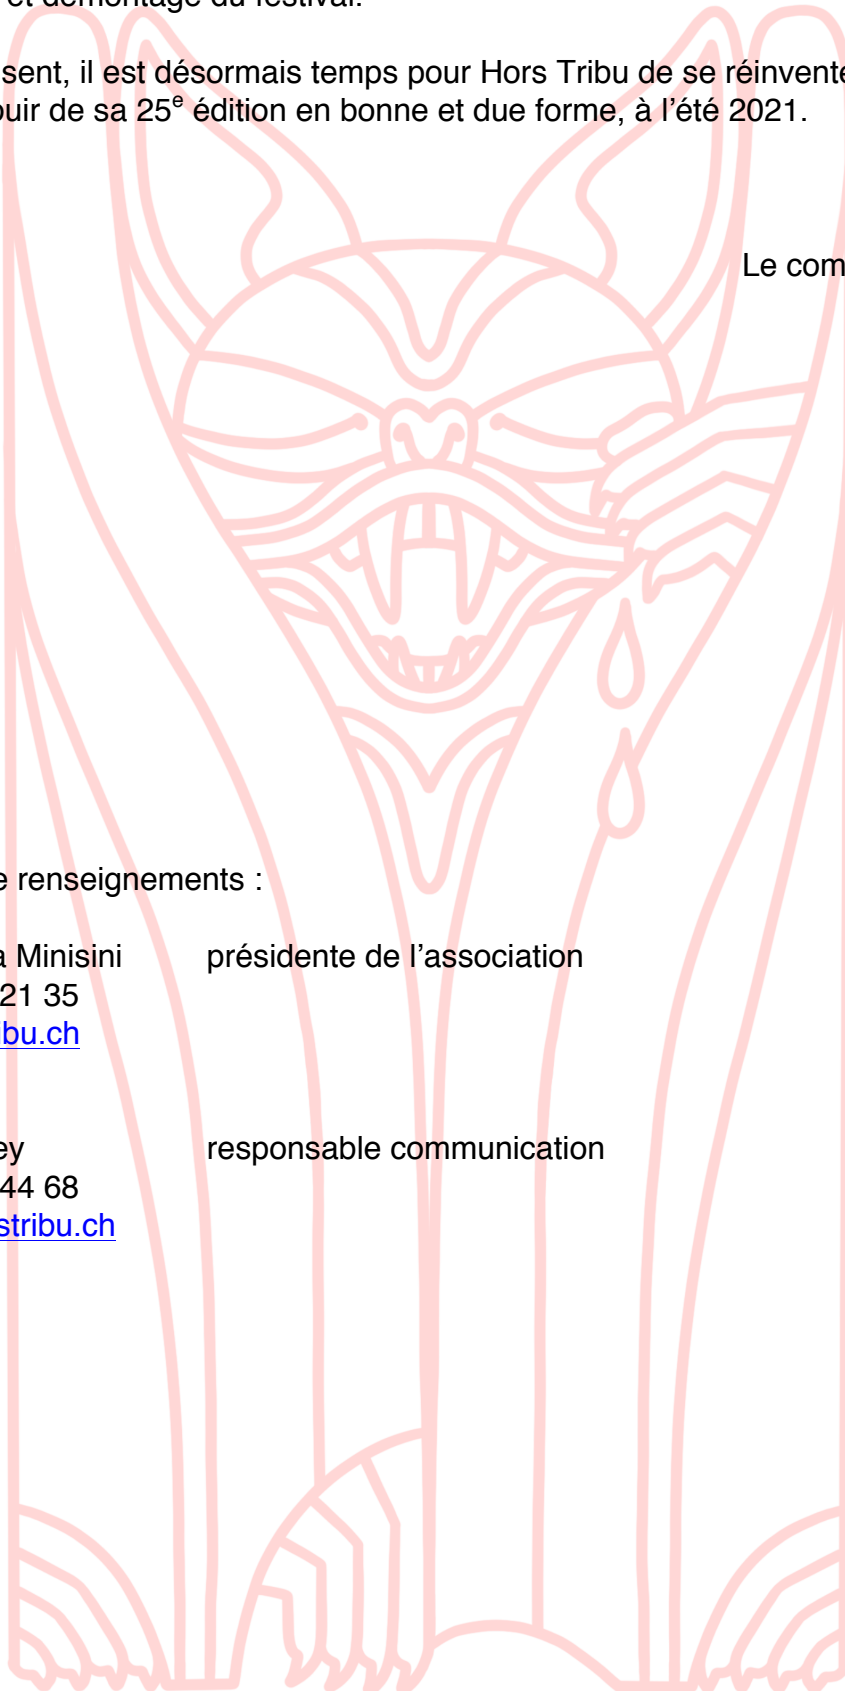 et démontage du festival.
sent, il est désormais temps pour Hors Tribu de se réinvente
ouir de sa 25e édition en bonne et due forme, à l’été 2021.
Le com
e renseignements :
a Minisini présidente de l’association
21 35
ibu.ch
ey responsable communication
44 68
stribu.ch